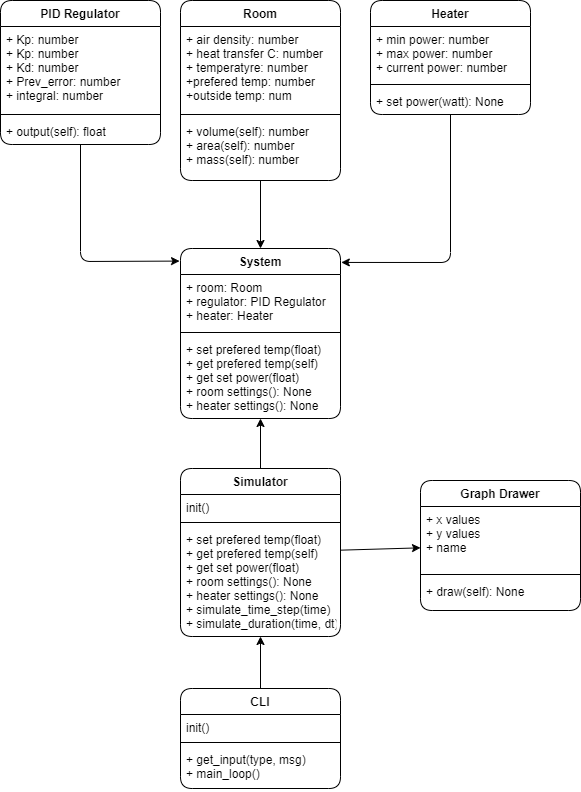 PID Regulator
+ Kp: number
+ Kp: number
+ Kd: number
+ Prev_error: number
+ integral: number
+ output(self): float
Room
+ air density: number
+ heat transfer C: number
+ temperatyre: number
+prefered temp: number
+outside temp: num
+ volume(self): number
+ area(self): number
+ mass(self): number
Heater
+ min power: number
+ max power: number
+ current power: number
+ set power(watt): None
System
+ room: Room
+ regulator: PID Regulator
+ heater: Heater
+ set prefered temp(float)
+ get prefered temp(self)
+ get set power(float)
+ room settings(): None
+ heater settings(): None
Simulator
init()
+ set prefered temp(float)
+ get prefered temp(self)
+ get set power(float)
+ room settings(): None
+ heater settings(): None
+ simulate_time_step(time)
+ simulate_duration(time, dt)
Graph Drawer
+ x values
+ y values
+ name
+ draw(self): None
CLI
init()
+ get_input(type, msg)
+ main_loop()